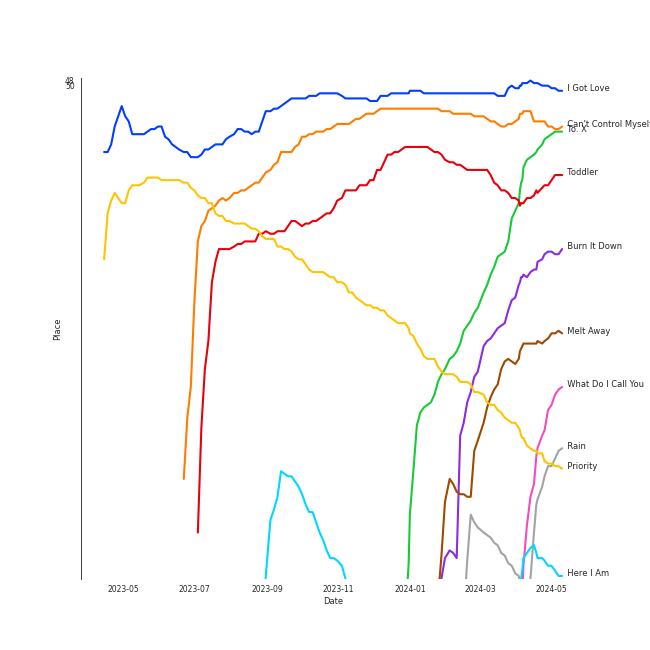 48
50
I Got Love
Can't Control Mysel
To: X
Toddler
Burn It Down
Melt Away
What Do I Call You
Rain
Priority
Here I Am
Place
2023-05
2023-07
2023-09
2023-11
2024-01
2024-03
2024-05
Date